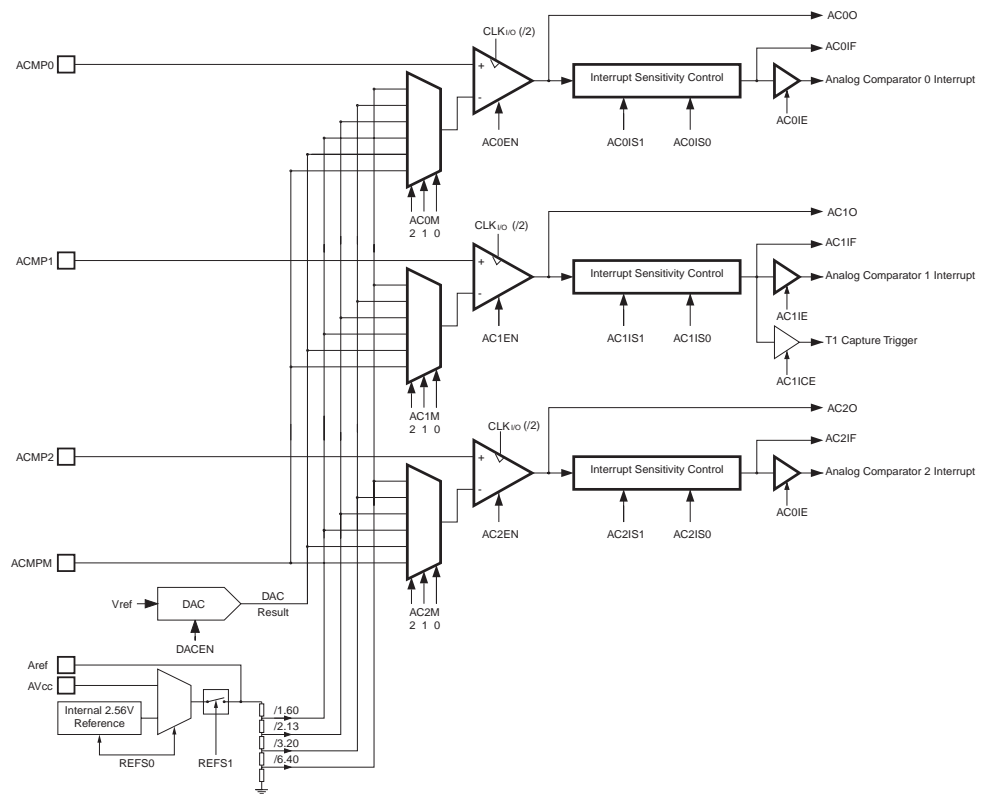 CLKI/O (/2)
AC0O
ACMP0
+
-
Interrupt Sensitivity Control
AC0IF
Analog Comparator 0 Interrupt
AC0IE
AC0EN
AC0IS1
AC0IS0
AC0M
2 1 0
CLKI/O (/2)
AC1O
ACMP1
+
-
Interrupt Sensitivity Control
AC1IF
Analog Comparator 1 Interrupt
AC1IE
AC1EN
AC1IS1
AC1IS0
T1 Capture Trigger
AC1ICE
AC1M
2 1 0
CLKI/O (/2)
AC2O
ACMP2
+
-
Interrupt Sensitivity Control
AC2IF
Analog Comparator 2 Interrupt
AC0IE
AC2EN
AC2IS1
AC2IS0
ACMPM
AC2M
2 1 0
Vref
DAC
DAC
Result
DACEN
Aref
AVcc
Internal 2.56V
Reference
REFS0
REFS1
/1.60
/2.13
/3.20
/6.40